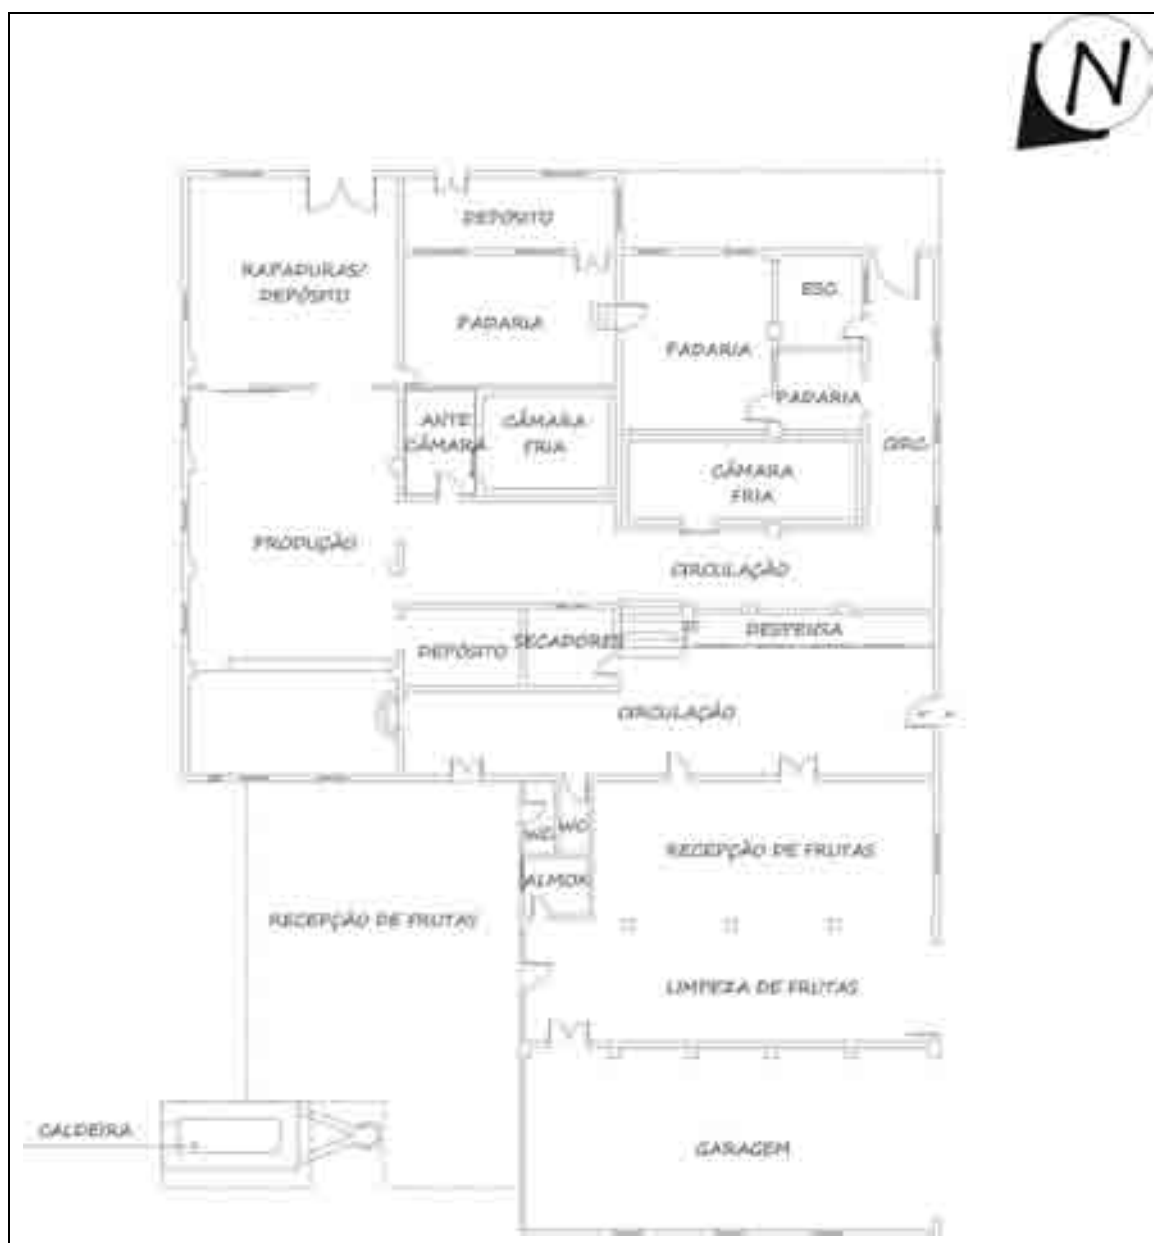 N
DEPÓSITO
RAPADURAS/
DEPÓSITO
ESC.
PADARIA
PADARIA
PADARIA
ANTE
CÂMARA
CÂMARA
FRIA
CIRC.
CÂMARA
FRIA
PRODUÇÃO
CIRCULAÇÃO
DESPENSA
SECADORES
DEPÓSITO
CIRCULAÇÃO
WC
WC
RECEPÇÃO DE FRUTAS
ALMOX
RECEPÇÃO DE FRUTAS
LIMPEZA DE FRUTAS
CALDEIRA
GARAGEM